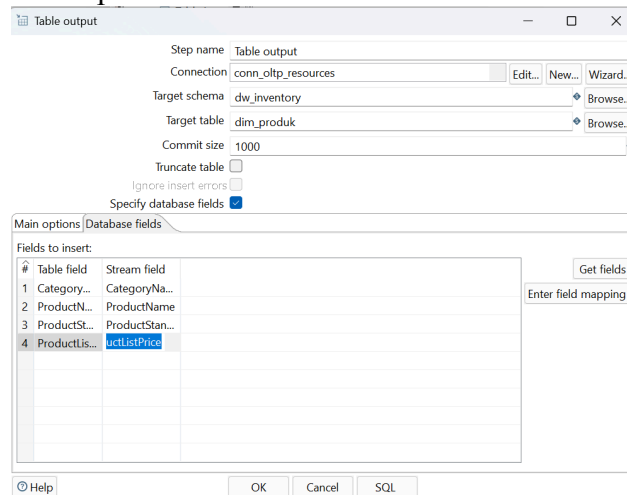 Table output
Step name Table output
Connection conn_oltp_resources Edit... New... Wizard..
Target schema dw_inventory Browse..
Target table dim_produk Browse..
Commit size 1000
Truncate table
Ignore insert errors
Specify database fields
Main options Database fields
Fields to insert:
# Table field Stream field Get fields
1 Category... CategoryNa... Enter field mapping
2 ProductN... ProductName
3 ProductSt... ProductStan...
4 ProductLis... uctListPrice
Help OK Cancel SQL